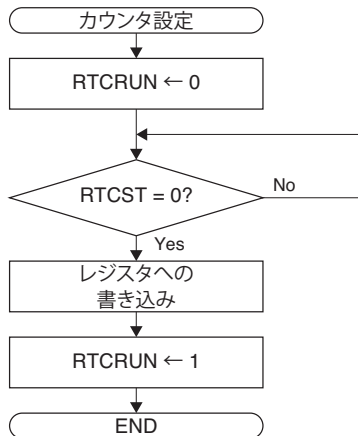 カウンタ設定
RTCRUN ← 0
RTCST = 0?
No
Yes
レジスタへの
書き込み
RTCRUN ← 1
END